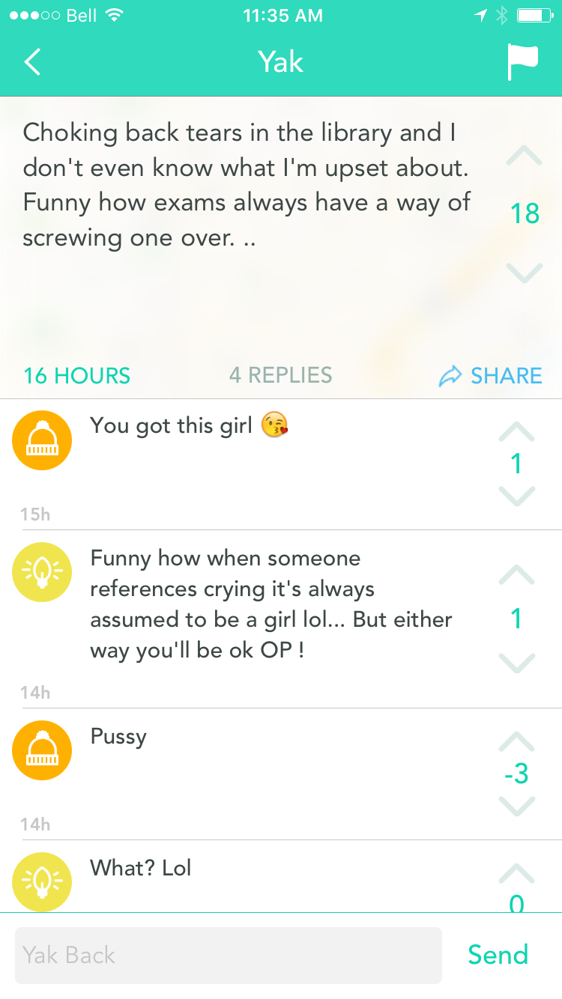 Bell 11:35 AM
Yak
Choking back tears in the library and I
don't even know what I'm upset about.
Funny how exams always have a way of
screwing one over. ..
18
16 HOURS 4 REPLIES SHARE
You got this girl 😘
1
15h
Funny how when someone
references crying it's always
assumed to be a girl lol... But either
way you'll be ok OP !
1
14h
Pussy
-3
14h
What? Lol
0
Yak Back Send